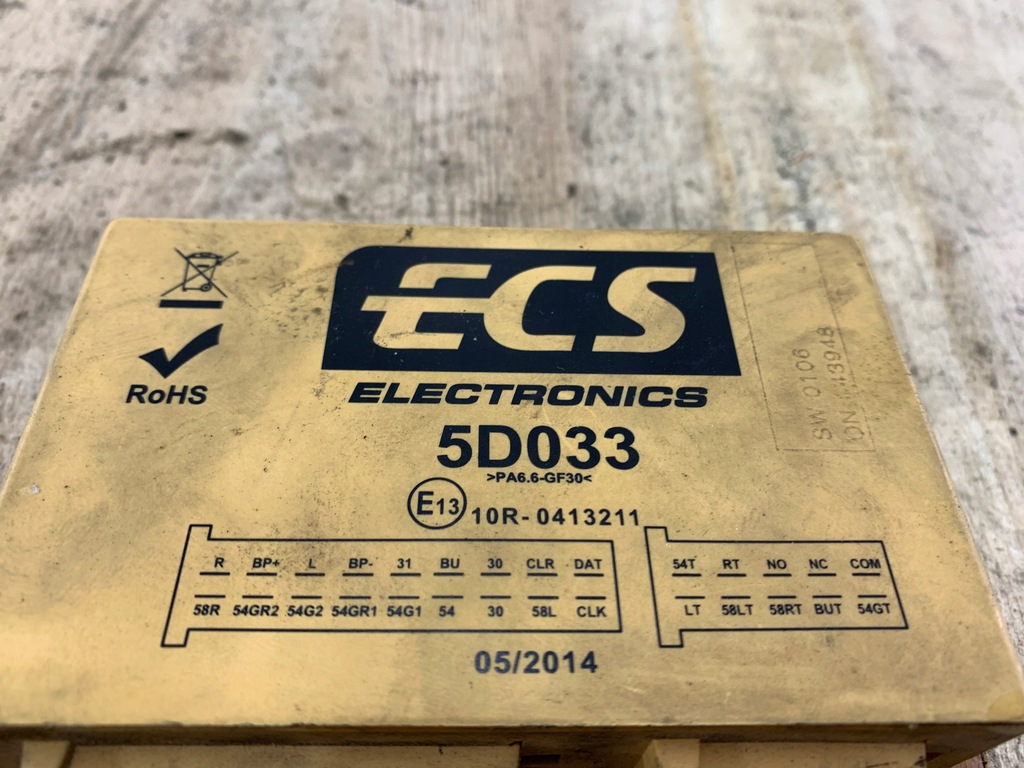 ECS
ELECTRONICS
RoHS
5D033
>PA6.6-GF30<
E13 10R-0413211
SW 0106
R BP+ L BP- 31 BU 30 CLR DAT
58R 54GR2 54G2 54GR1 54G1 54 30 58L CLK
54T RT NO NC COM
LT 58LT 58RT BUT 54GT
05/2014